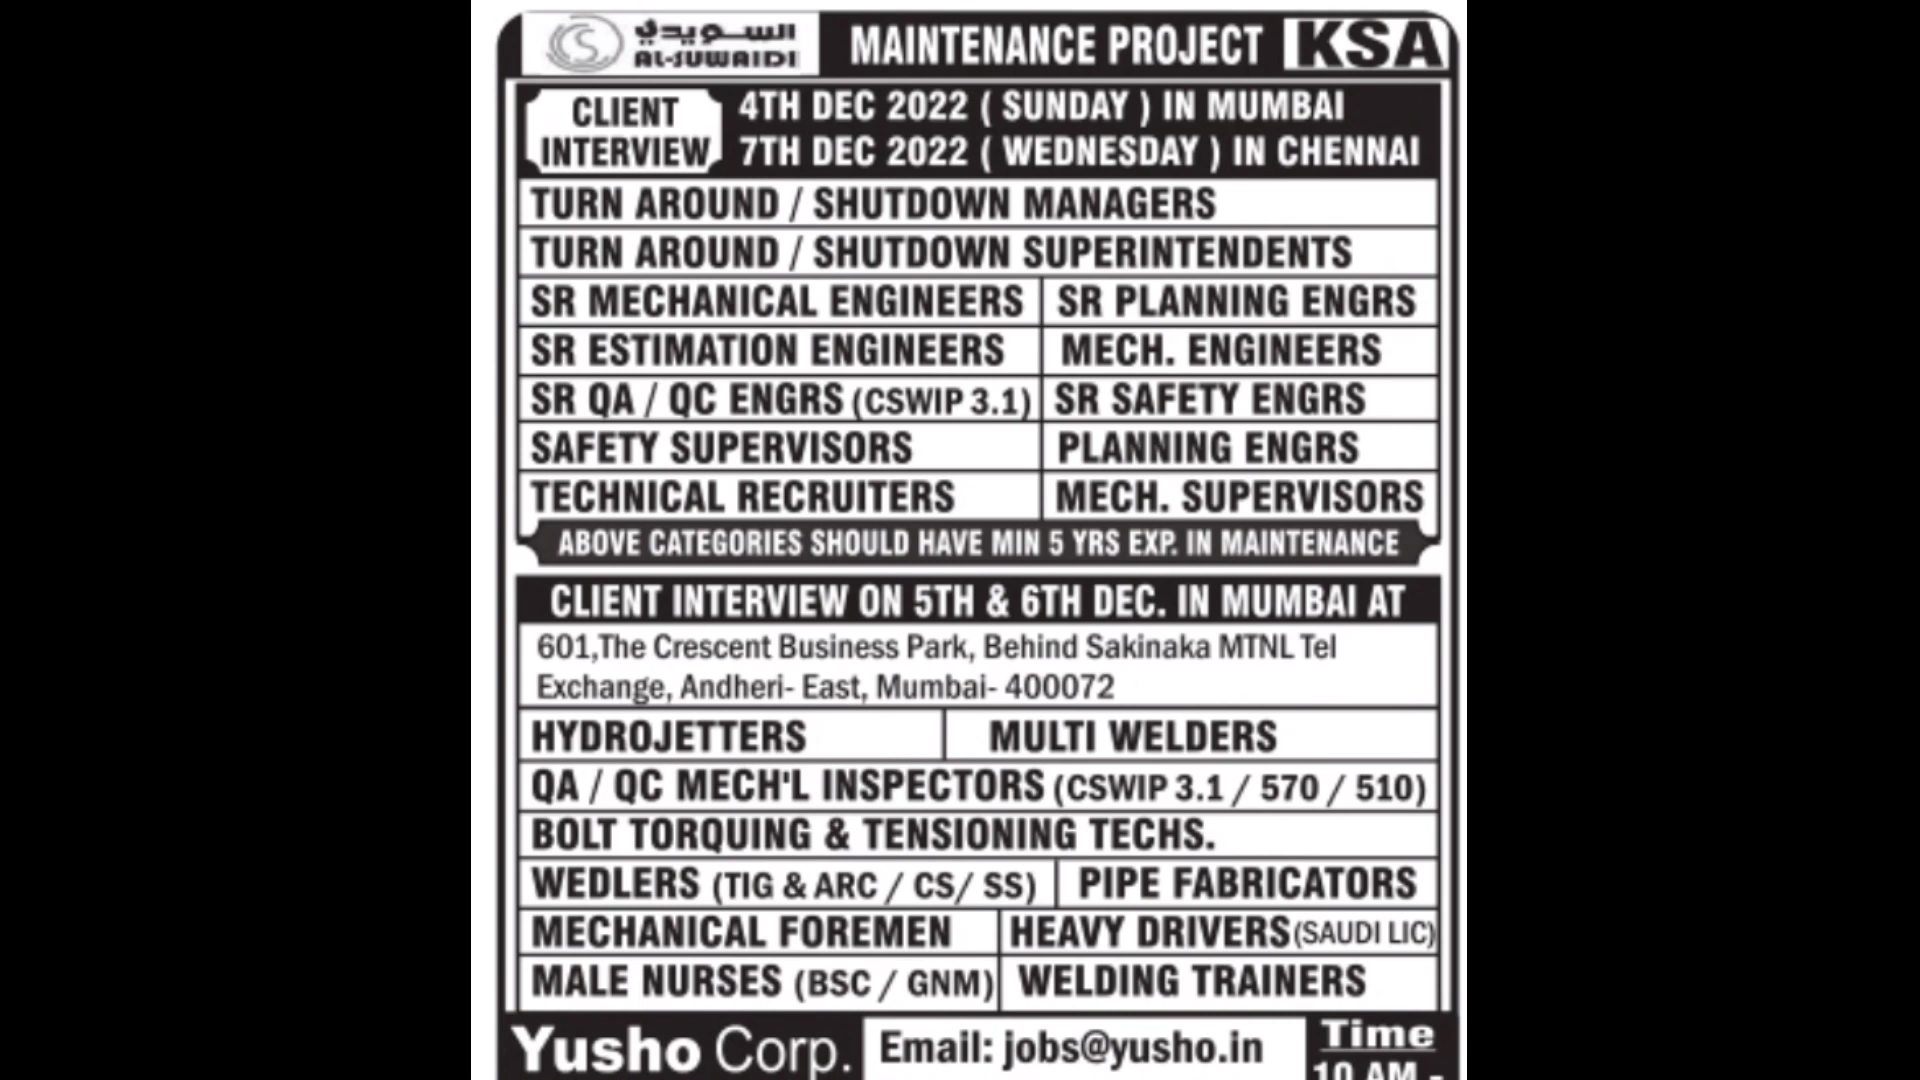 السويدي
AL-SUWAIDI
MAINTENANCE PROJECT KSA
CLIENT INTERVIEW
4TH DEC 2022 ( SUNDAY ) IN MUMBAI
7TH DEC 2022 ( WEDNESDAY ) IN CHENNAI
TURN AROUND / SHUTDOWN MANAGERS
TURN AROUND / SHUTDOWN SUPERINTENDENTS
SR MECHANICAL ENGINEERS SR PLANNING ENGRS
SR ESTIMATION ENGINEERS MECH. ENGINEERS
SR QA / QC ENGRS (CSWIP 3.1) SR SAFETY ENGRS
SAFETY SUPERVISORS PLANNING ENGRS
TECHNICAL RECRUITERS MECH. SUPERVISORS
ABOVE CATEGORIES SHOULD HAVE MIN 5 YRS EXP. IN MAINTENANCE
CLIENT INTERVIEW ON 5TH & 6TH DEC. IN MUMBAI AT
601,The Crescent Business Park, Behind Sakinaka MTNL Tel
Exchange, Andheri- East, Mumbai- 400072
HYDROJETTERS MULTI WELDERS
QA / QC MECH'L INSPECTORS (CSWIP 3.1 / 570 / 510)
BOLT TORQUING & TENSIONING TECHS.
WEDLERS (TIG & ARC / CS/ SS) PIPE FABRICATORS
MECHANICAL FOREMEN HEAVY DRIVERS (SAUDI LIC)
MALE NURSES (BSC / GNM) WELDING TRAINERS
Yusho Corp. Email: jobs@yusho.in Time
10 AM -